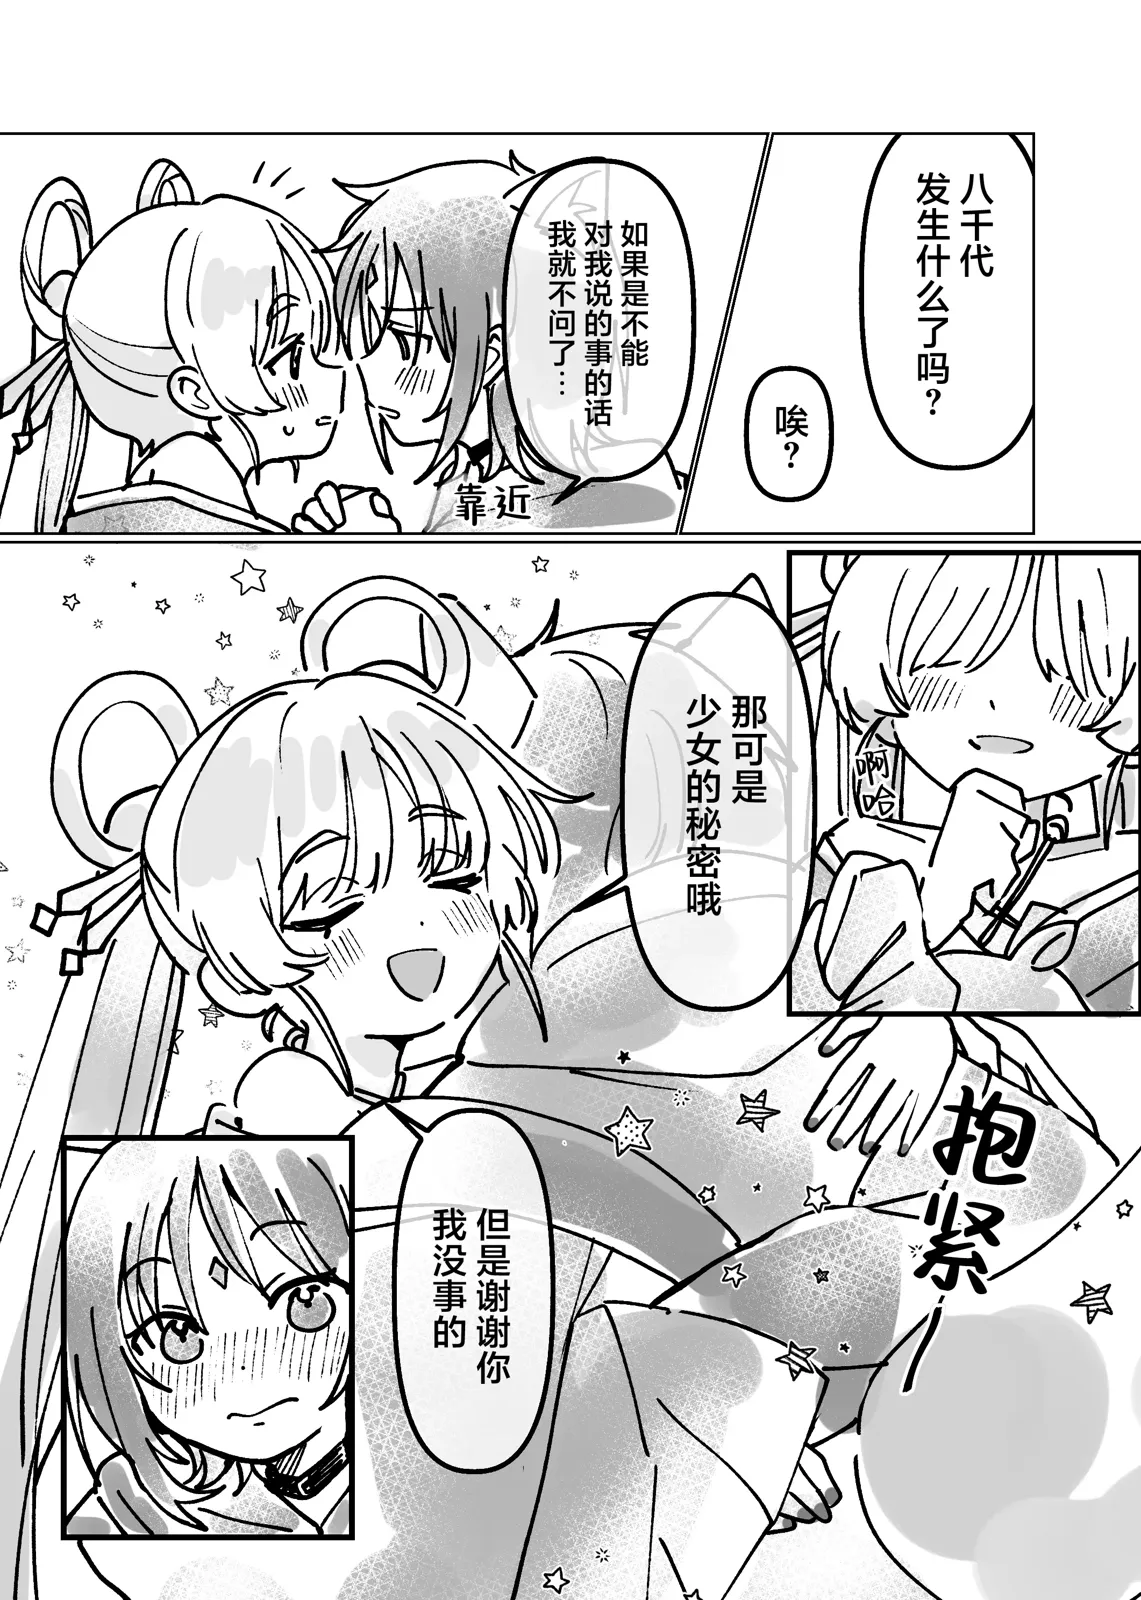 八千代
发生什么了吗？
唉？
如果是不能
对我说的事的话
我就不问了…
靠近
啊哈
那可是
少女的秘密哦
抱紧
但是谢谢你
我没事的